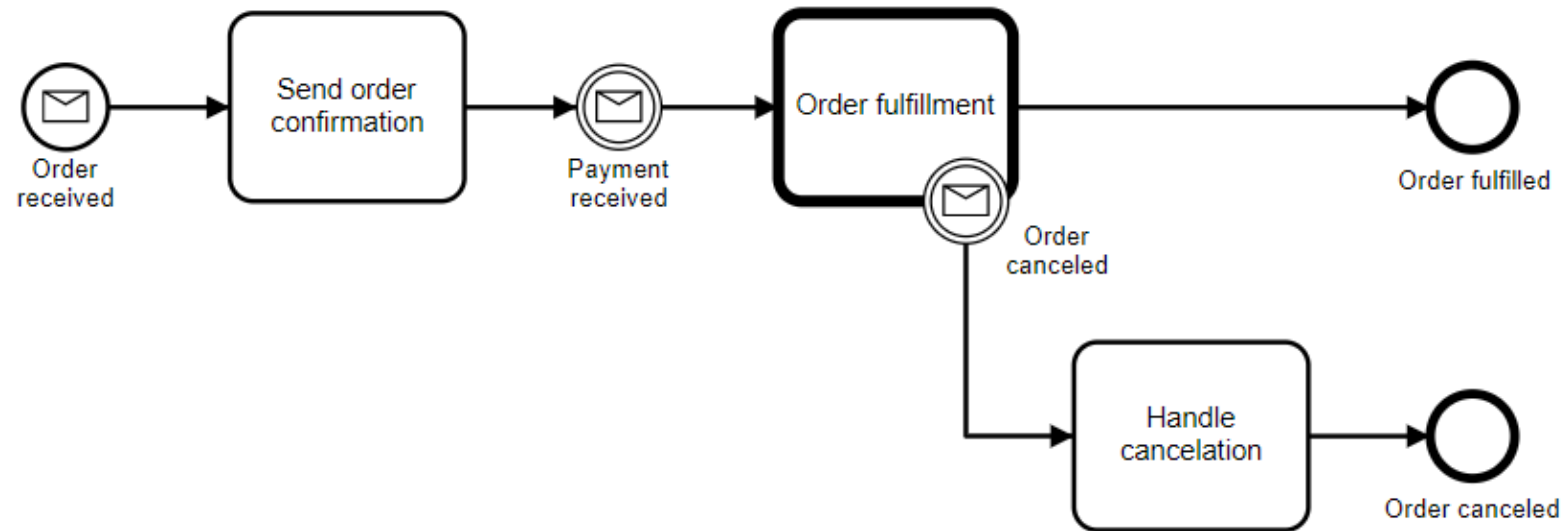 Order
received
Send order
confirmation
Payment
received
Order fulfillment
Order
canceled
Order fulfilled
Handle
cancelation
Order canceled